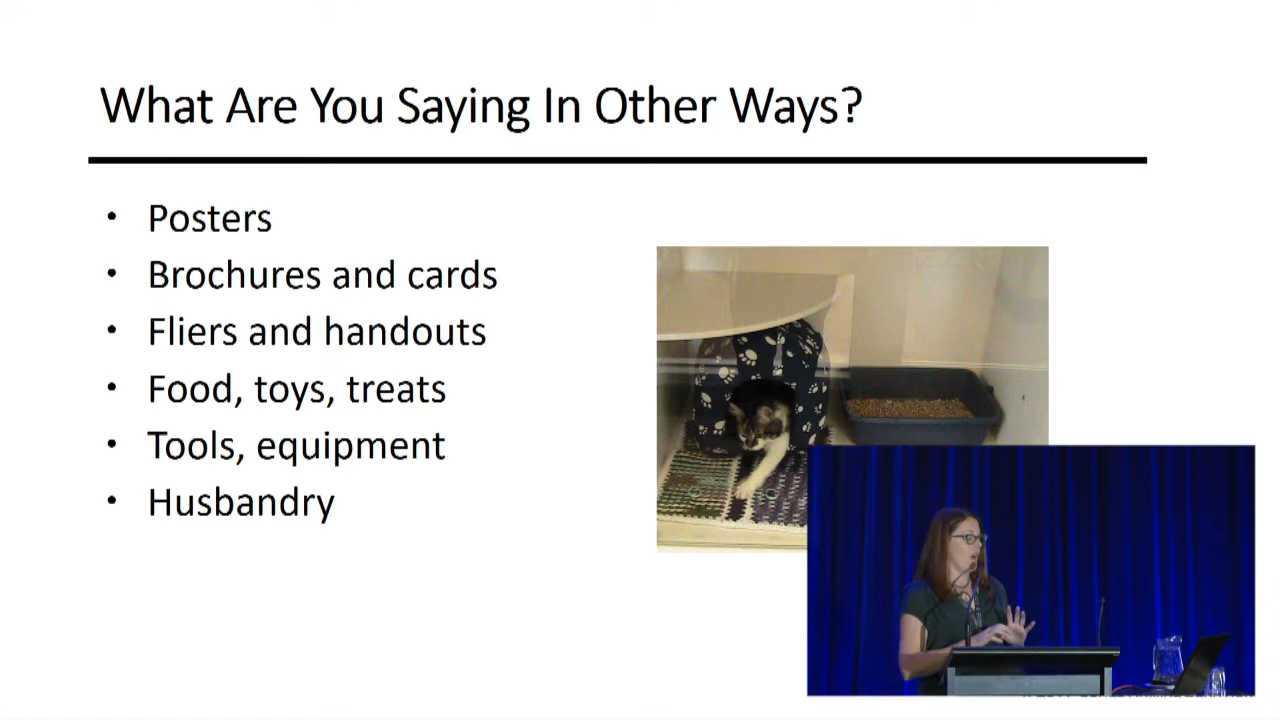 What Are You Saying In Other Ways?
• Posters
• Brochures and cards
• Fliers and handouts
• Food, toys, treats
• Tools, equipment
• Husbandry